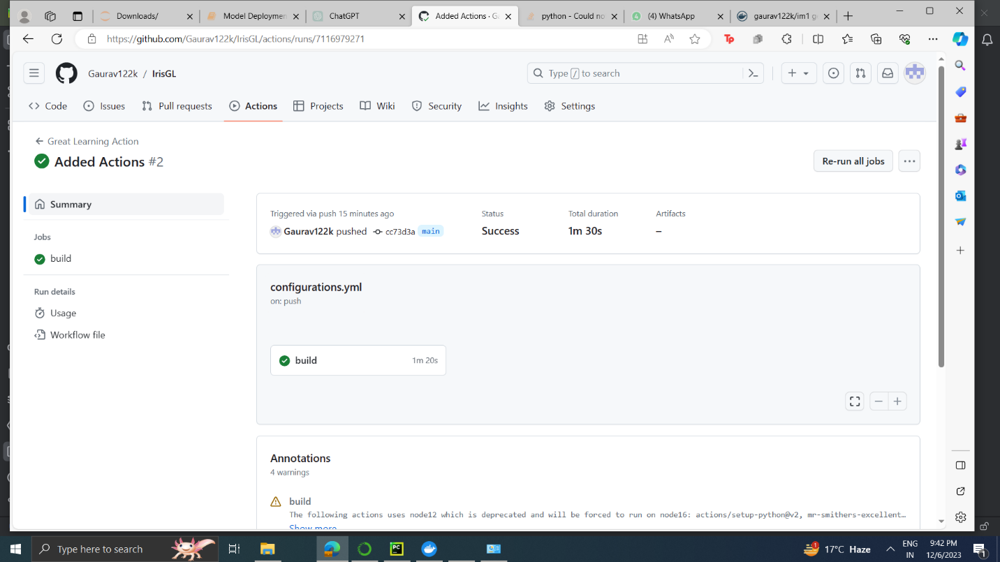 Downloads/
Model Deploymen
ChatGPT
Added Actions · G
python - Could no
(4) WhatsApp
gaurav122k/im1 g
https://github.com/Gaurav122k/IrisGL/actions/runs/7116979271
Gaurav122k / IrisGL
Type / to search
Code
Issues
Pull requests
Actions
Projects
Wiki
Security
Insights
Settings
Great Learning Action
Added Actions #2
Re-run all jobs
Summary
Jobs
build
Run details
Usage
Workflow file
Triggered via push 15 minutes ago
Gaurav122k pushed cc73d3a main
Status
Success
Total duration
1m 30s
Artifacts
–
configurations.yml
on: push
build 1m 20s
Annotations
4 warnings
build
The following actions uses node12 which is deprecated and will be forced to run on node16: actions/setup-python@v2, mr-smithers-excellent…
Show more
Type here to search
PC
1
17°C Haze
ENG
IN
9:42 PM
12/6/2023
1